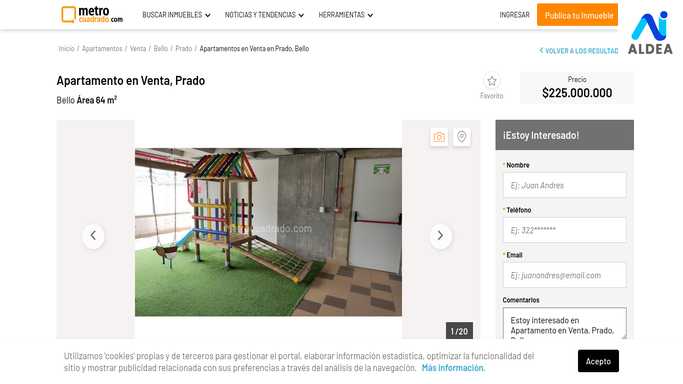 metro
cuadrado.com
BUSCAR INMUEBLES
NOTICIAS Y TENDENCIAS
HERRAMIENTAS
INGRESAR
Publica tu Inmueble
ALDEA
Inicio / Apartamentos / Venta / Bello / Prado / Apartamentos en Venta en Prado, Bello
VOLVER A LOS RESULTAD
Apartamento en Venta, Prado
Bello Área 64 m²
Favorito
Precio
$225.000.000
¡Estoy Interesado!
* Nombre
Ej: Juan Andres
* Teléfono
Ej: 322*******
* Email
Ej: juanandres@email.com
Comentarios
Estoy interesado en
Apartamento en Venta, Prado,
1 / 20
Utilizamos 'cookies' propias y de terceros para gestionar el portal, elaborar información estadística, optimizar la funcionalidad del
sitio y mostrar publicidad relacionada con sus preferencias a través del análisis de la navegación. Más información.
Acepto